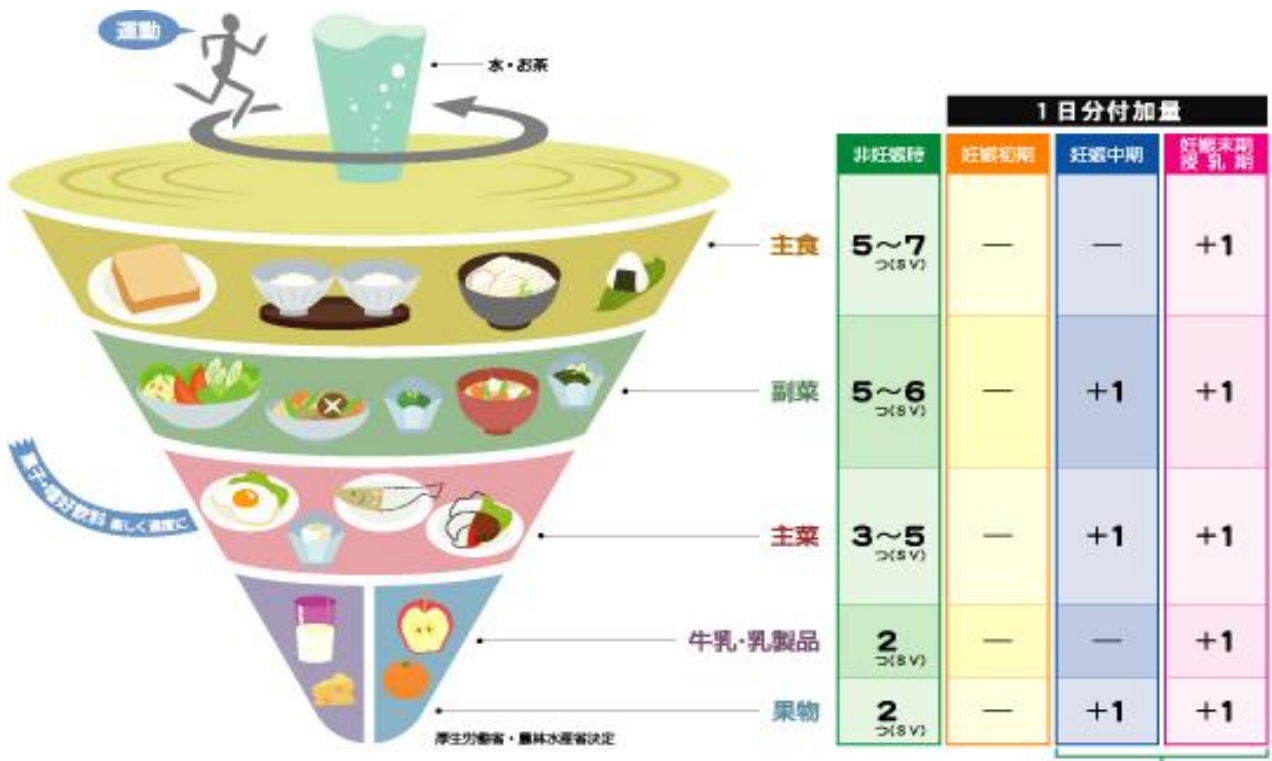 運動
水・お茶
1日分付加量
非妊娠時
妊娠初期
妊娠中期
妊娠末期
授乳期
主食
5～7
つ(SV)
—
—
+1
副菜
5～6
つ(SV)
—
+1
+1
菓子・嗜好飲料 楽しく適度に
主菜
3～5
つ(SV)
—
+1
+1
牛乳・乳製品
2
つ(SV)
—
—
+1
果物
2
つ(SV)
—
+1
+1
厚生労働省・農林水産省決定